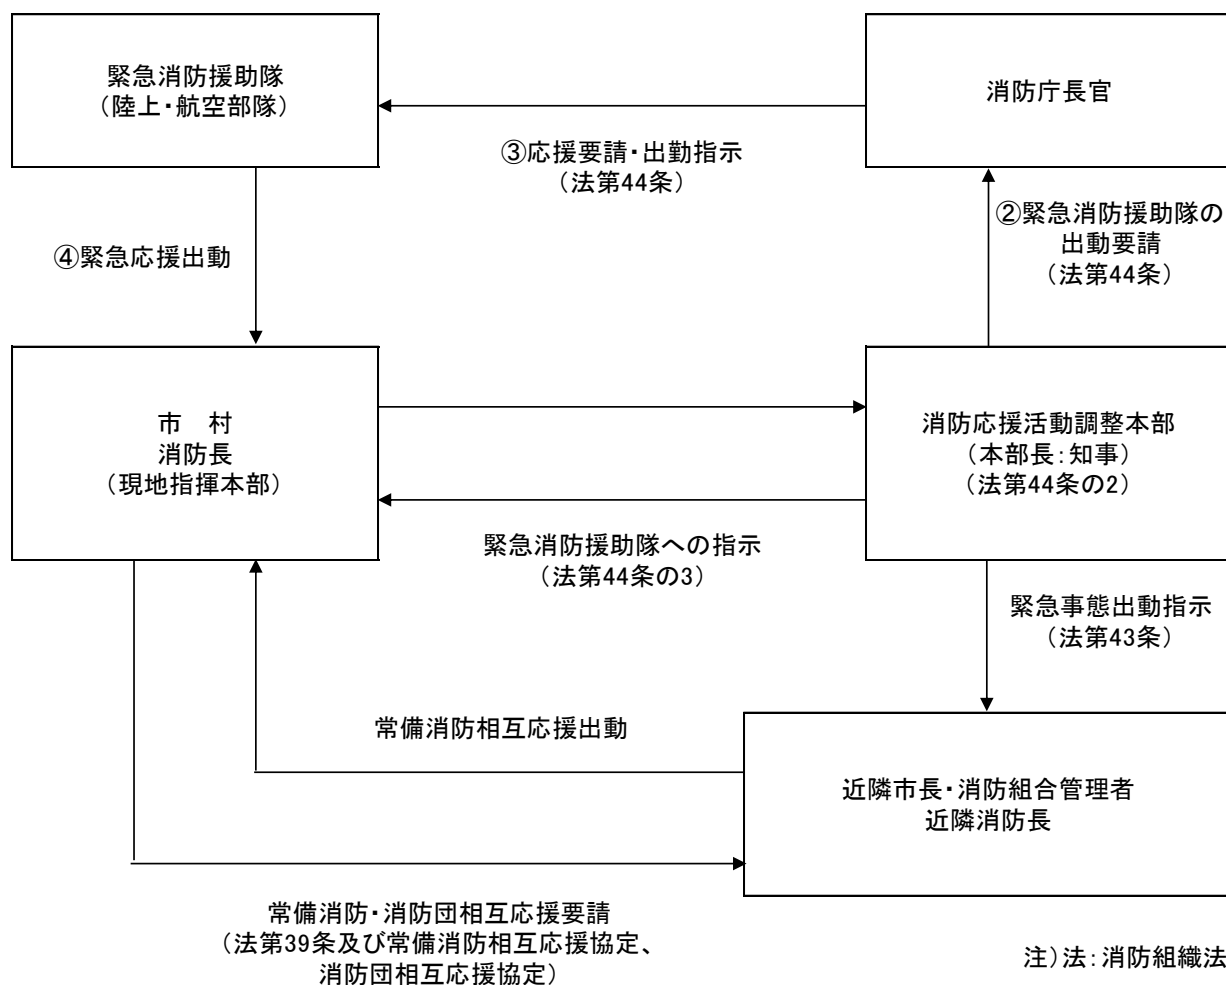 緊急消防援助隊
(陸上・航空部隊)
消防庁長官
③応援要請・出勤指示
(法第44条)
②緊急消防援助隊の
出動要請
(法第44条)
④緊急応援出動
市　村
消防長
(現地指揮本部)
消防応援活動調整本部
(本部長:知事)
(法第44条の2)
緊急消防援助隊への指示
(法第44条の3)
緊急事態出動指示
(法第43条)
常備消防相互応援出動
近隣市長・消防組合管理者
近隣消防長
常備消防・消防団相互応援要請
(法第39条及び常備消防相互応援協定、
消防団相互応援協定)
注)法:消防組織法